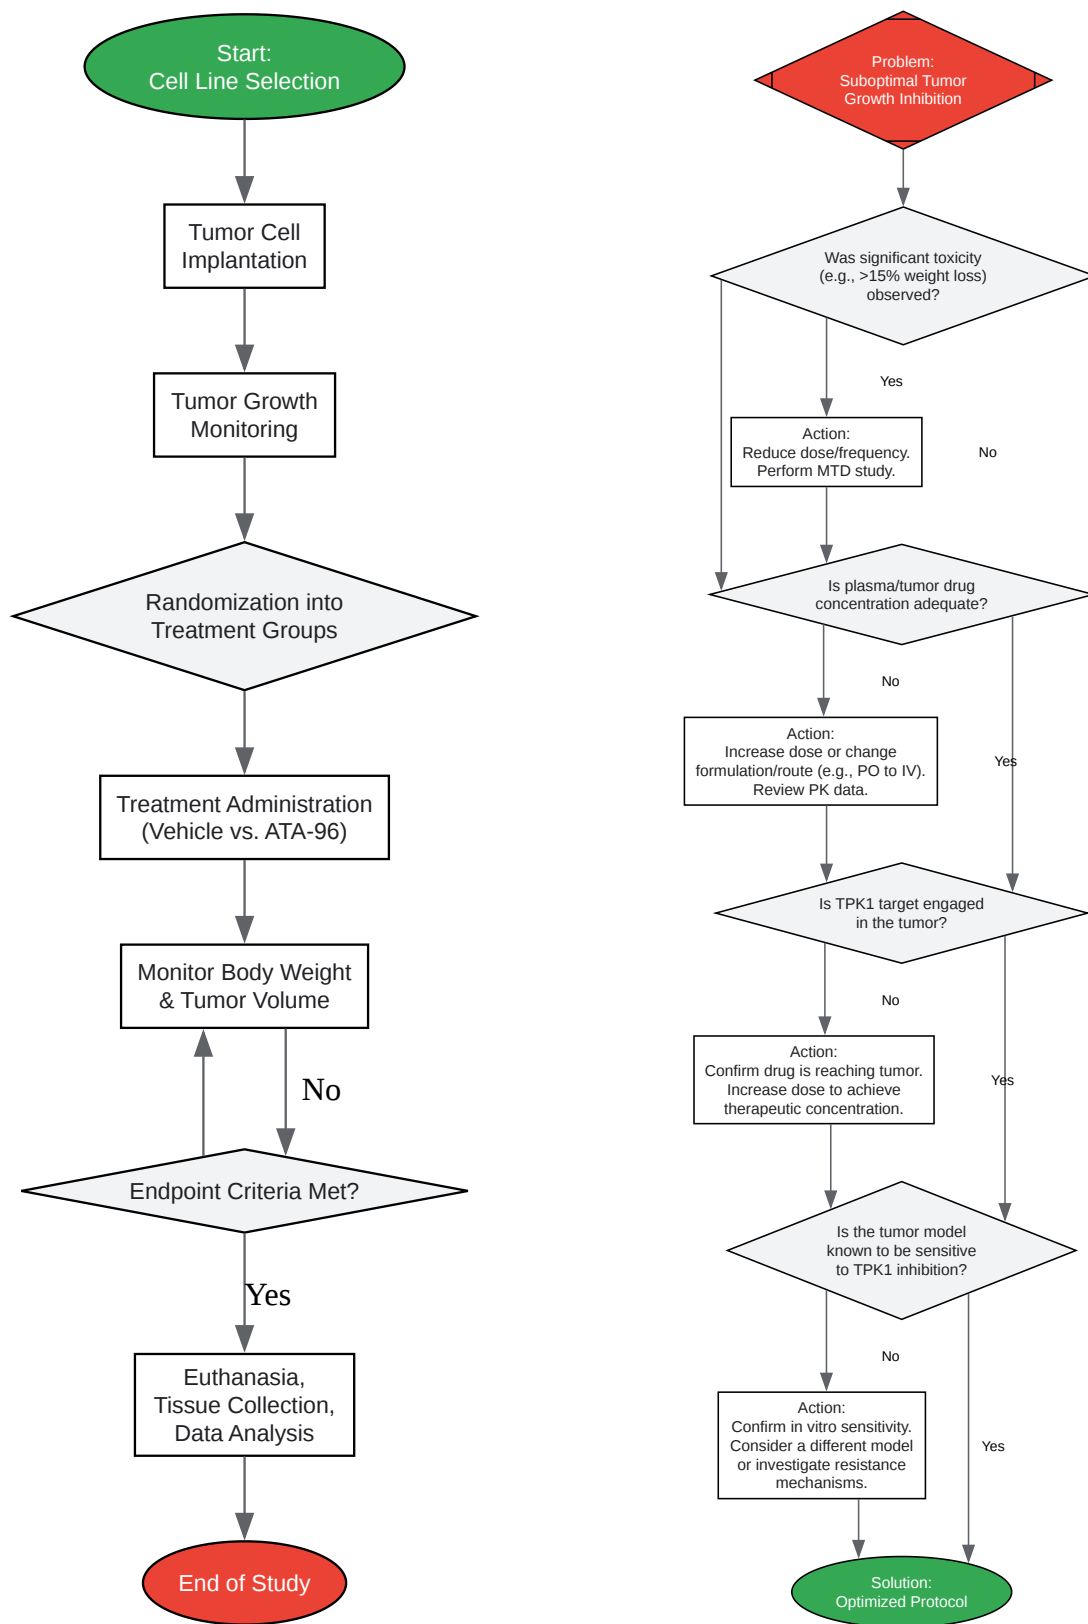 Start:
Cell Line Selection
Tumor Cell
Implantation
Tumor Growth
Monitoring
Randomization into
Treatment Groups
Treatment Administration
(Vehicle vs. ATA-96)
Monitor Body Weight
& Tumor Volume
No
Endpoint Criteria Met?
Yes
Euthanasia,
Tissue Collection,
Data Analysis
End of Study
Problem:
Suboptimal Tumor
Growth Inhibition
Was significant toxicity
(e.g., >15% weight loss)
observed?
Yes
Action:
Reduce dose/frequency.
Perform MTD study.
No
Is plasma/tumor drug
concentration adequate?
No
Action:
Increase dose or change
formulation/route (e.g., PO to IV).
Review PK data.
Yes
Is TPK1 target engaged
in the tumor?
No
Action:
Confirm drug is reaching tumor.
Increase dose to achieve
therapeutic concentration.
Yes
Is the tumor model
known to be sensitive
to TPK1 inhibition?
No
Action:
Confirm in vitro sensitivity.
Consider a different model
or investigate resistance
mechanisms.
Yes
Solution:
Optimized Protocol